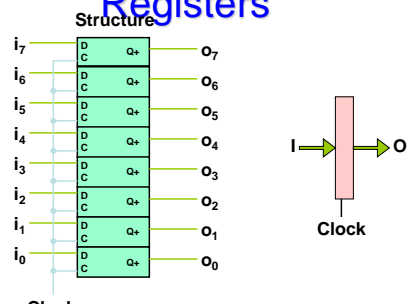 Registers
Structure
i7 D C Q+ o7
i6 D C Q+ o6
i5 D C Q+ o5
i4 D C Q+ o4
i3 D C Q+ o3
i2 D C Q+ o2
i1 D C Q+ o1
i0 D C Q+ o0
I O
Clock